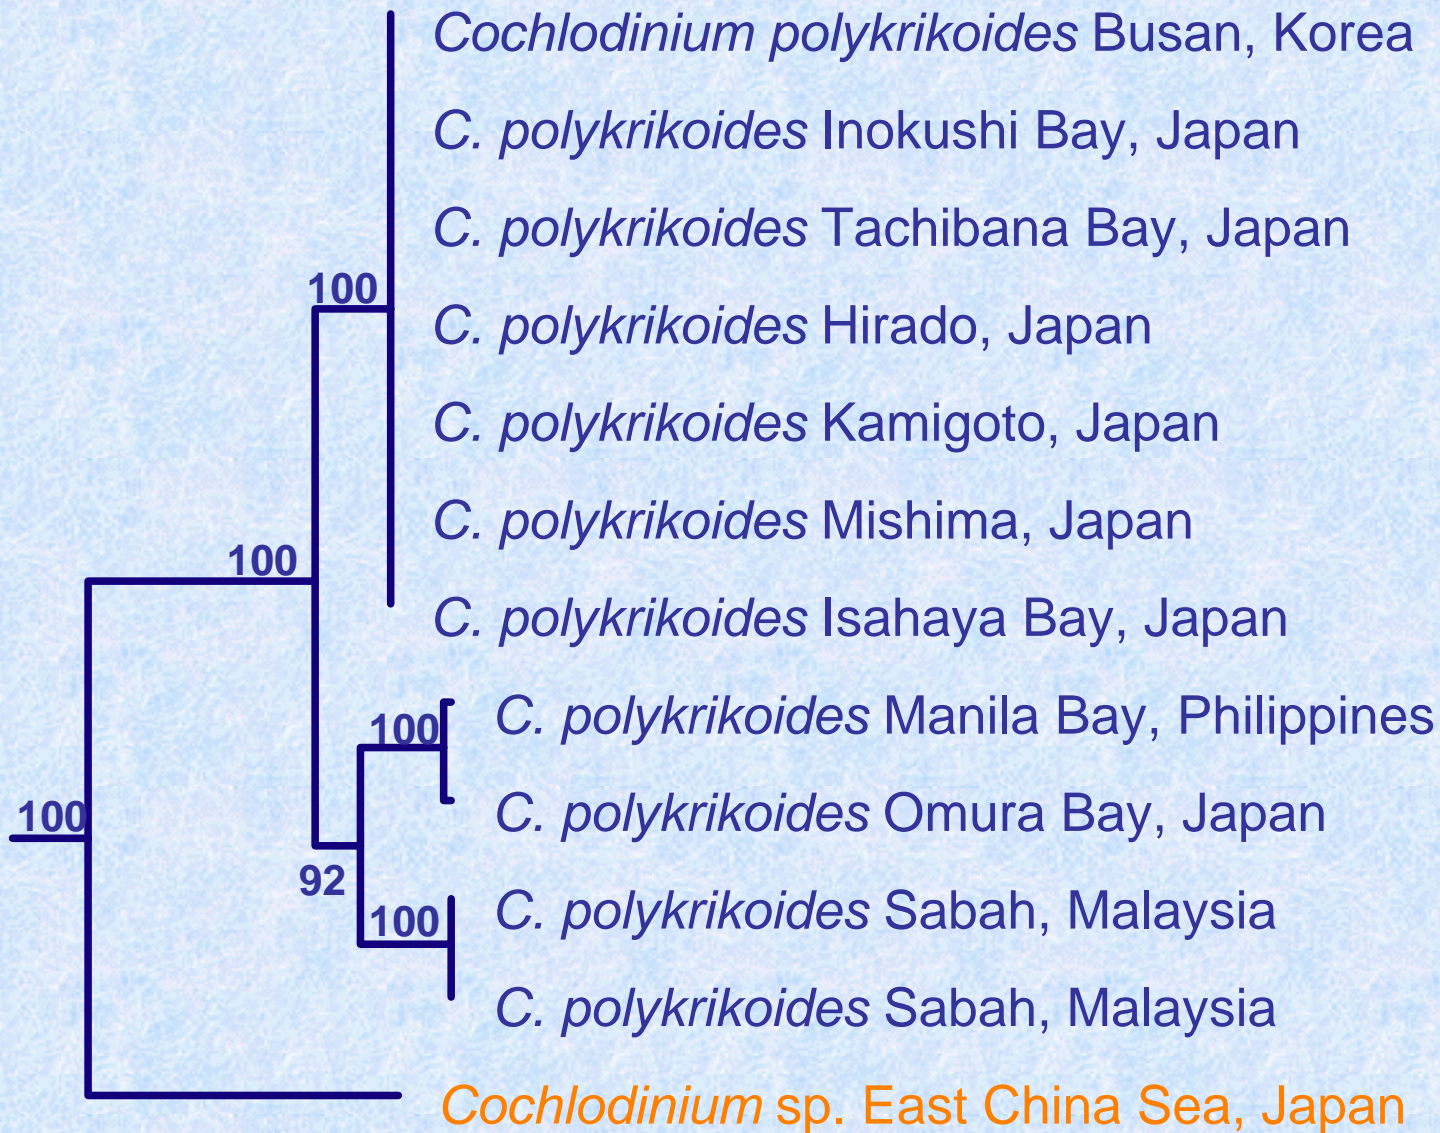 Cochlodinium polykrikoides Busan, Korea
C. polykrikoides Inokushi Bay, Japan
C. polykrikoides Tachibana Bay, Japan
100
C. polykrikoides Hirado, Japan
C. polykrikoides Kamigoto, Japan
C. polykrikoides Mishima, Japan
100
C. polykrikoides Isahaya Bay, Japan
C. polykrikoides Manila Bay, Philippines
100
C. polykrikoides Omura Bay, Japan
100
92
C. polykrikoides Sabah, Malaysia
100
C. polykrikoides Sabah, Malaysia
Cochlodinium sp. East China Sea, Japan